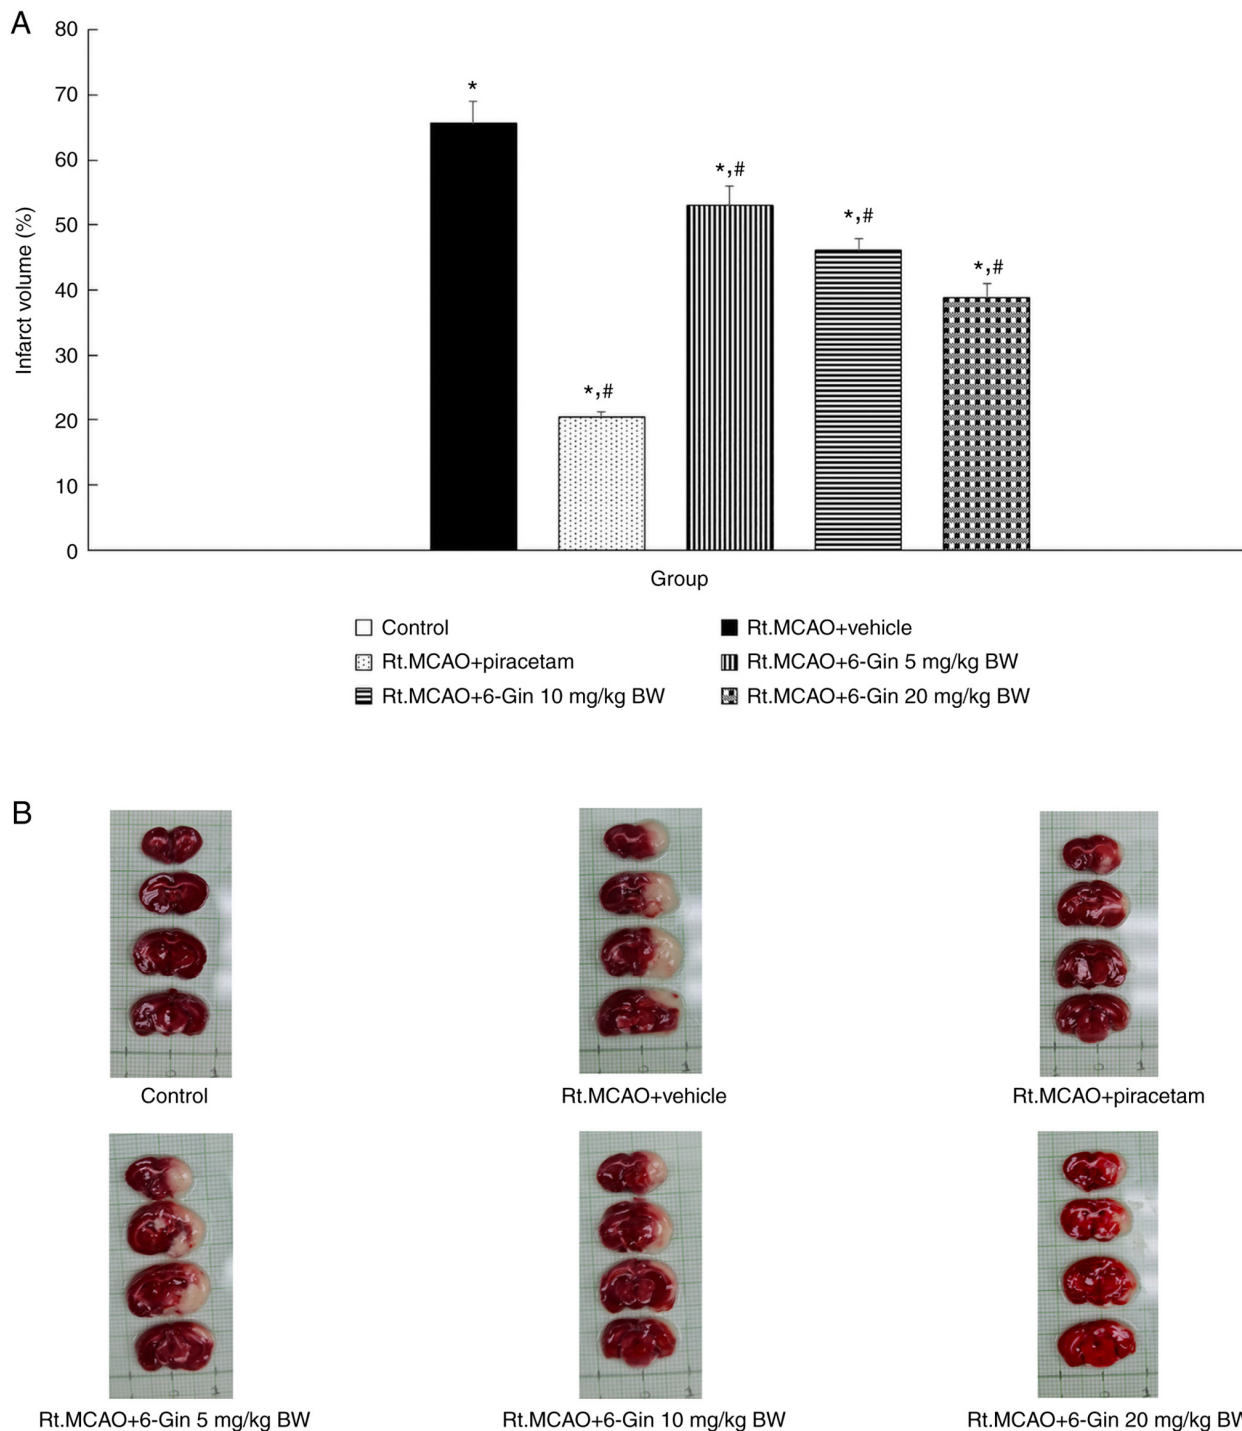 A
80
70
60
50
40
30
20
10
0
Infarct volume (%)
*
*,#
*,#
*,#
*,#
Group
Control
Rt.MCAO+vehicle
Rt.MCAO+piracetam
Rt.MCAO+6-Gin 5 mg/kg BW
Rt.MCAO+6-Gin 10 mg/kg BW
Rt.MCAO+6-Gin 20 mg/kg BW
B
Control
Rt.MCAO+vehicle
Rt.MCAO+piracetam
Rt.MCAO+6-Gin 5 mg/kg BW
Rt.MCAO+6-Gin 10 mg/kg BW
Rt.MCAO+6-Gin 20 mg/kg BW